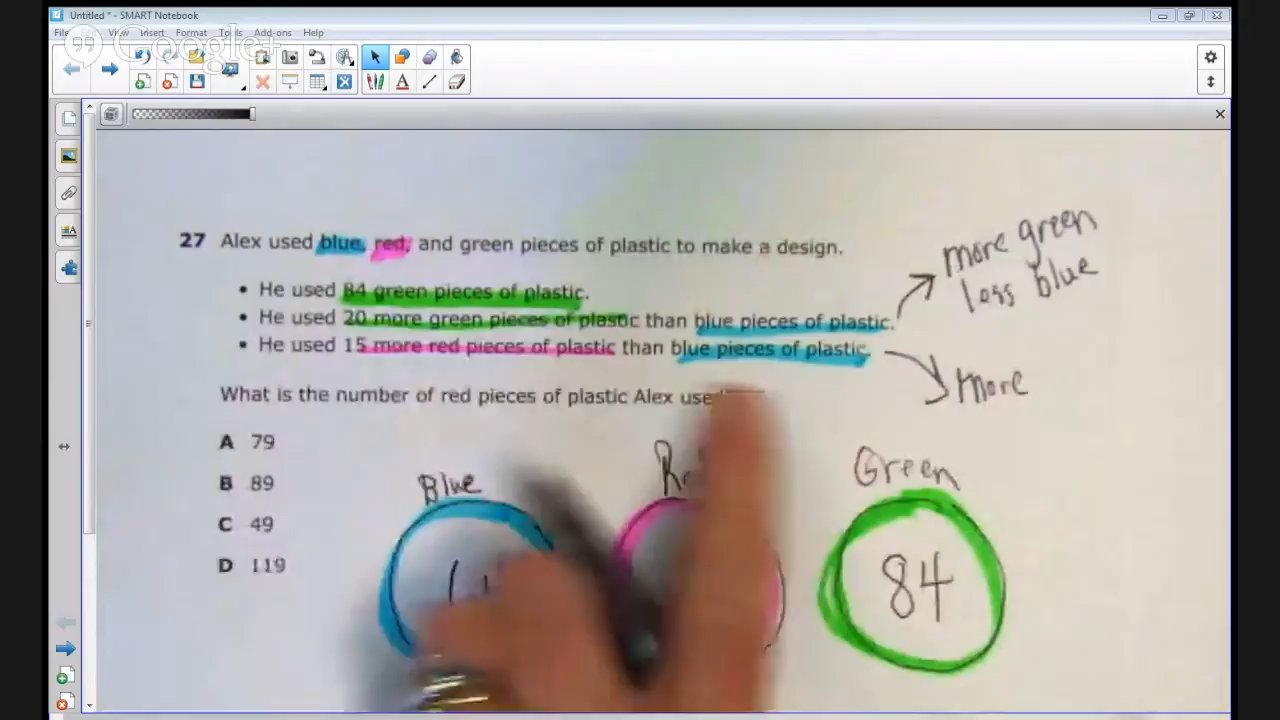 Untitled * - SMART Notebook
File View Insert Format Tools Add-ons Help
Google+
27 Alex used blue, red, and green pieces of plastic to make a design.
• He used 84 green pieces of plastic.
• He used 20 more green pieces of plastic than blue pieces of plastic.
• He used 15 more red pieces of plastic than blue pieces of plastic.
more green
less blue
more
What is the number of red pieces of plastic Alex used
A 79
B 89
C 49
D 119
Blue
Green
84